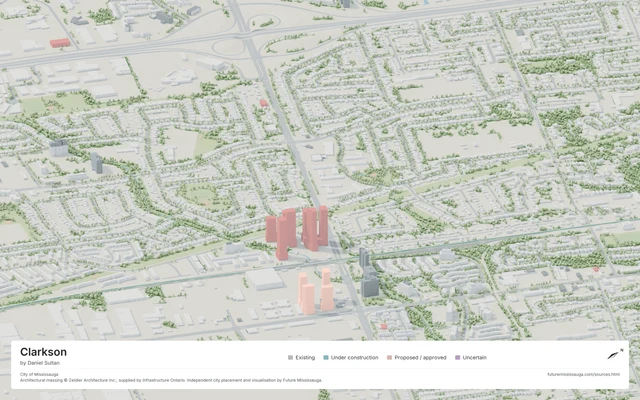 Clarkson
by Daniel Sultan
Existing
Under construction
Proposed / approved
Uncertain
N
City of Mississauga
futuremississauga.com/sources.html
Architectural massing © Zeidler Architecture Inc., supplied by Infrastructure Ontario. Independent city placement and visualisation by Future Mississauga.